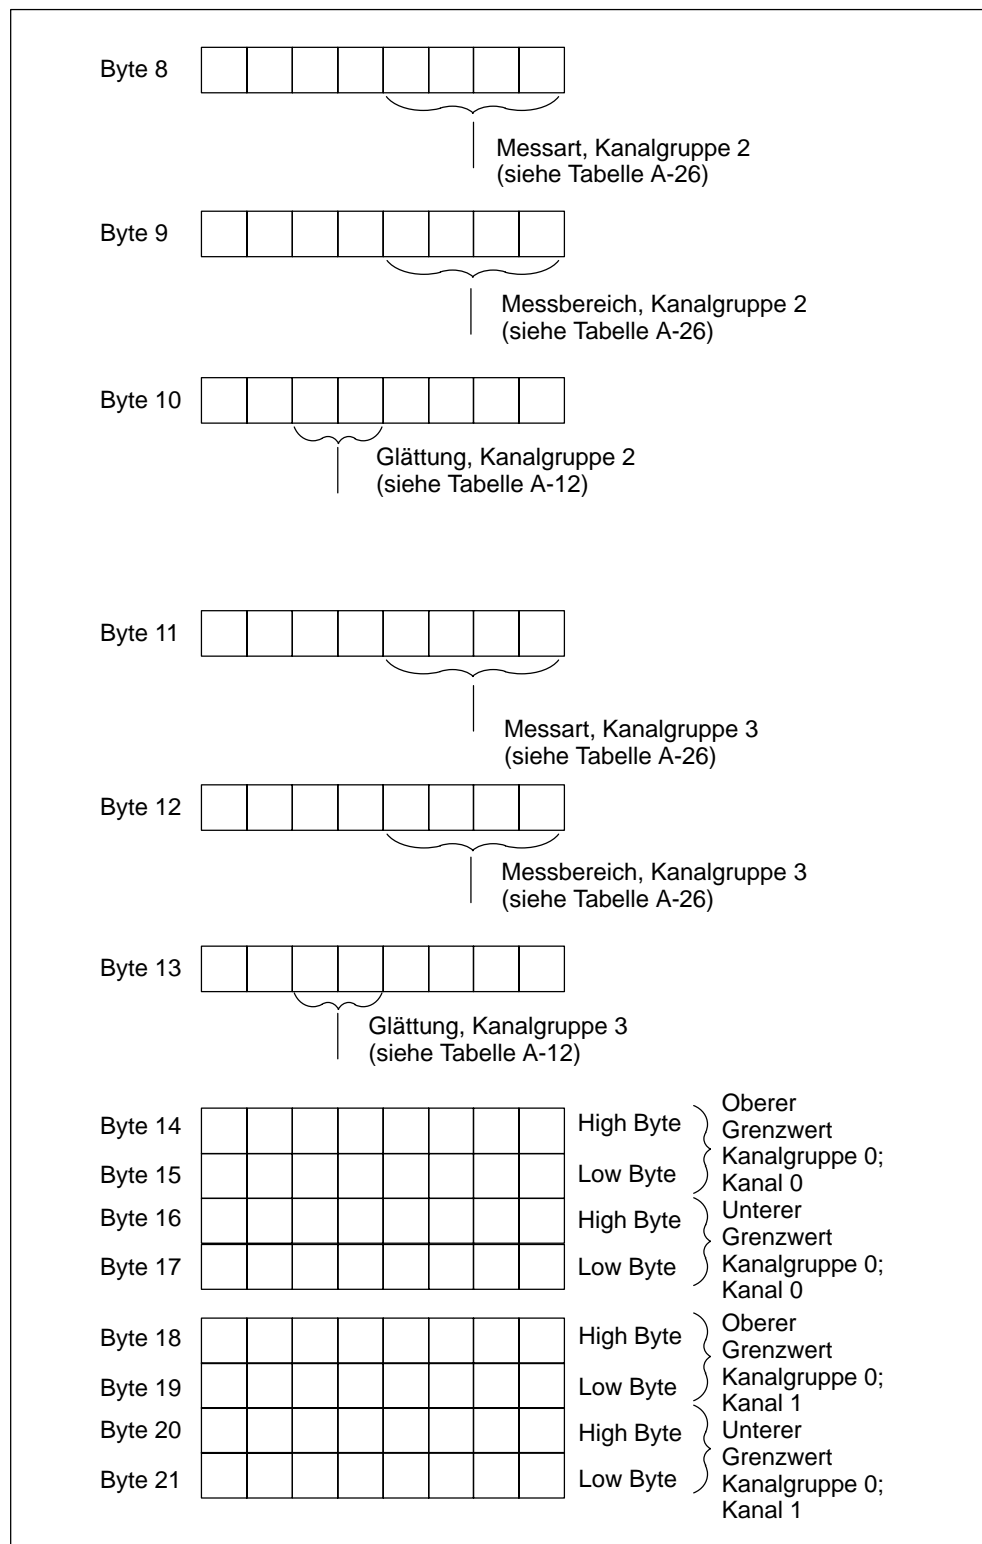 Byte 8
Messart, Kanalgruppe 2
(siehe Tabelle A-26)
Byte 9
Messbereich, Kanalgruppe 2
(siehe Tabelle A-26)
Byte 10
Glättung, Kanalgruppe 2
(siehe Tabelle A-12)
Byte 11
Messart, Kanalgruppe 3
(siehe Tabelle A-26)
Byte 12
Messbereich, Kanalgruppe 3
(siehe Tabelle A-26)
Byte 13
Glättung, Kanalgruppe 3
(siehe Tabelle A-12)
Byte 14
High Byte
Byte 15
Low Byte
Oberer
Grenzwert
Kanalgruppe 0;
Kanal 0
Byte 16
High Byte
Byte 17
Low Byte
Unterer
Grenzwert
Kanalgruppe 0;
Kanal 0
Byte 18
High Byte
Byte 19
Low Byte
Oberer
Grenzwert
Kanalgruppe 0;
Kanal 1
Byte 20
High Byte
Byte 21
Low Byte
Unterer
Grenzwert
Kanalgruppe 0;
Kanal 1